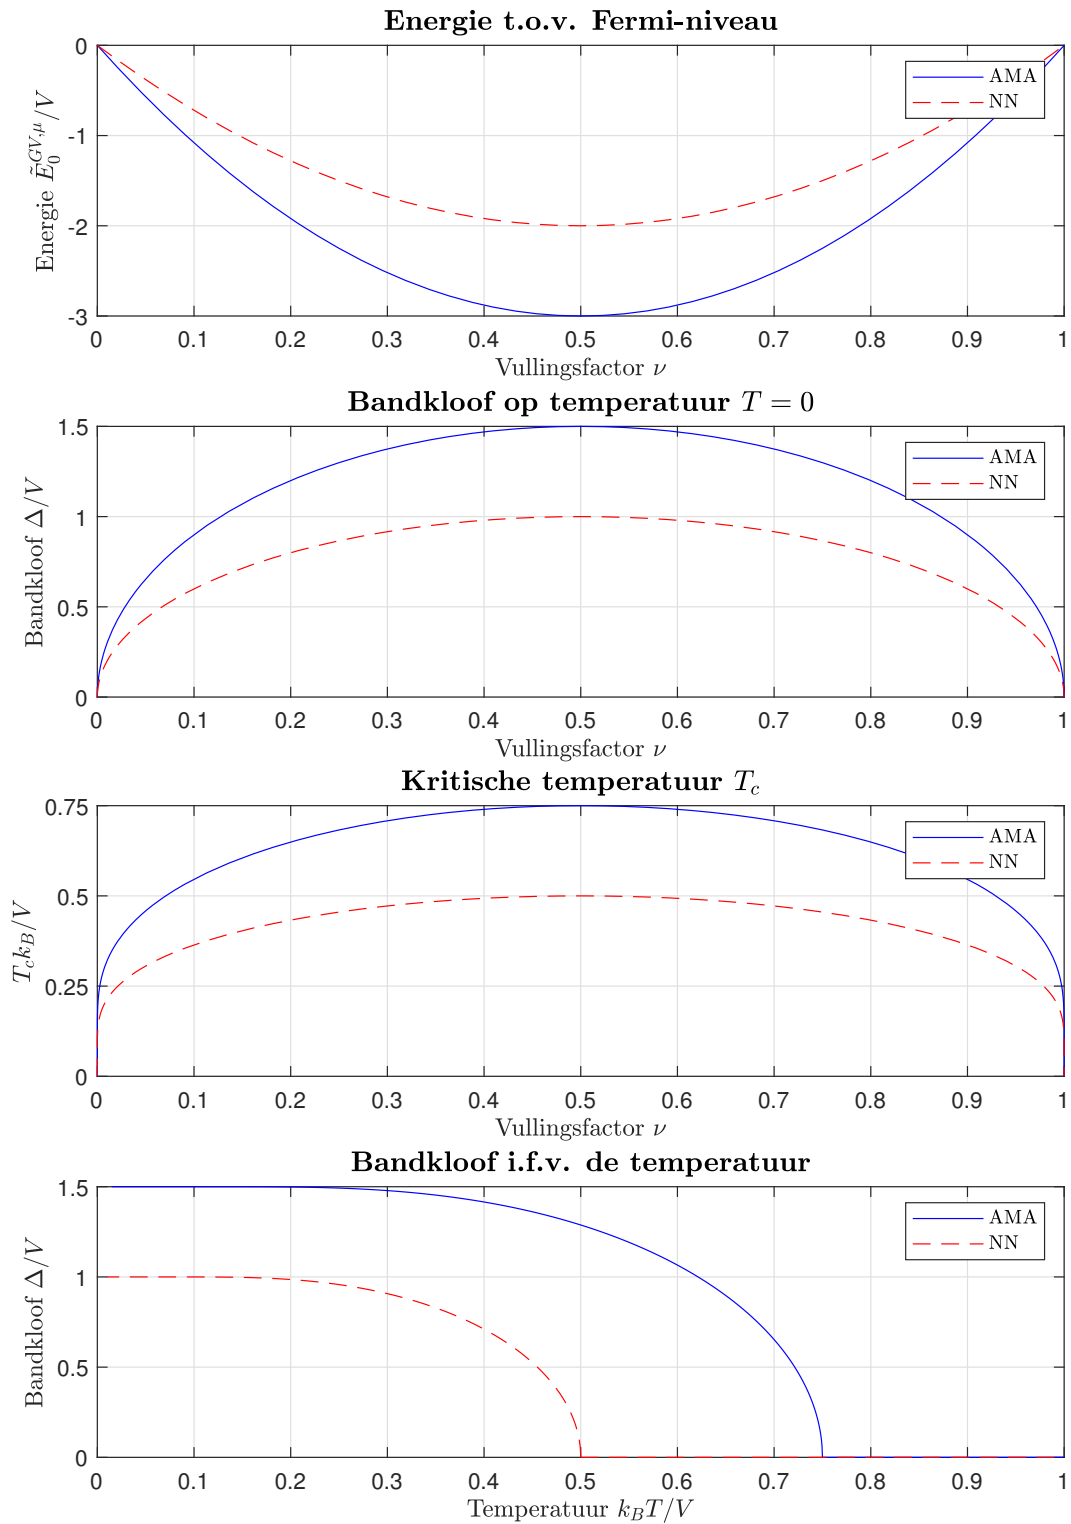 Energie t.o.v. Fermi-niveau
Energie $\tilde{E}_0^{GV,\mu}/V$
0
-1
-2
-3
AMA
NN
0 0.1 0.2 0.3 0.4 0.5 0.6 0.7 0.8 0.9 1
Vullingsfactor ν
Bandkloof op temperatuur T = 0
Bandkloof Δ/V
1.5
1
0.5
0
AMA
NN
0 0.1 0.2 0.3 0.4 0.5 0.6 0.7 0.8 0.9 1
Vullingsfactor ν
Kritische temperatuur $T_c$
$T_c k_B/V$
0.75
0.5
0.25
0
AMA
NN
0 0.1 0.2 0.3 0.4 0.5 0.6 0.7 0.8 0.9 1
Vullingsfactor ν
Bandkloof i.f.v. de temperatuur
Bandkloof Δ/V
1.5
1
0.5
0
AMA
NN
0 0.1 0.2 0.3 0.4 0.5 0.6 0.7 0.8 0.9 1
Temperatuur $k_B T/V$